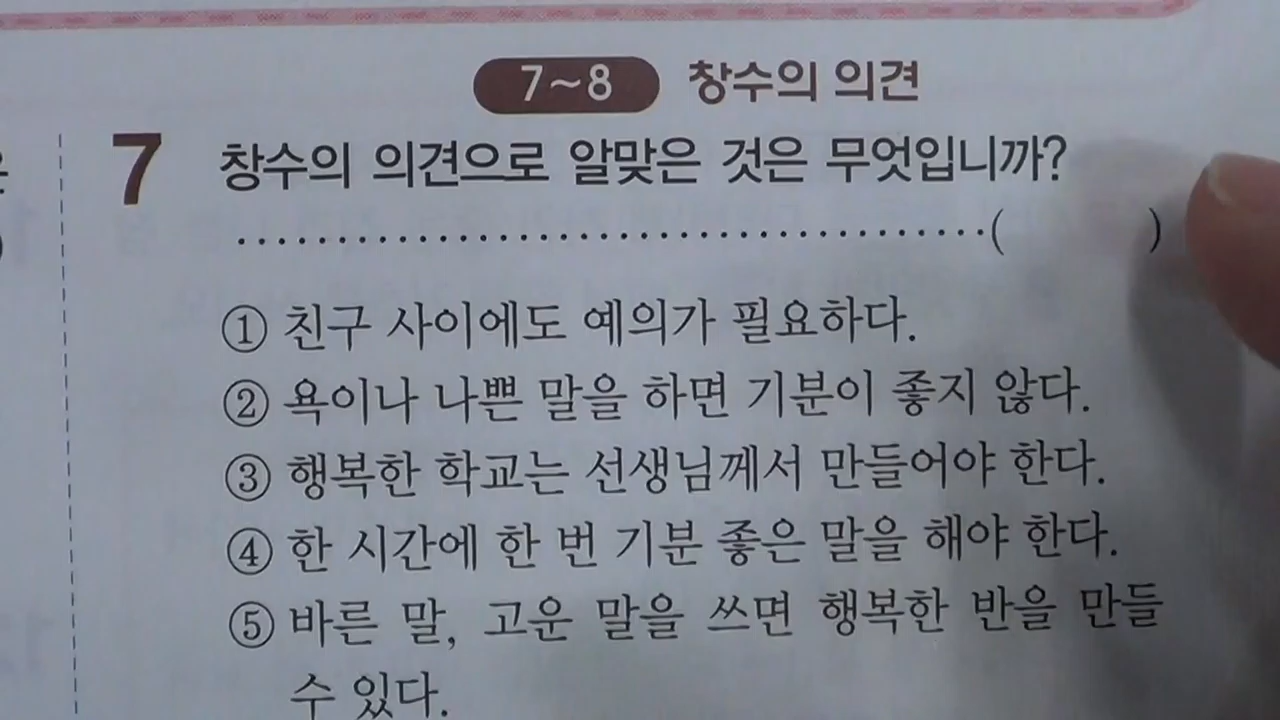 7~8 창수의 의견
7 창수의 의견으로 알맞은 것은 무엇입니까?
·····································( )
① 친구 사이에도 예의가 필요하다.
② 욕이나 나쁜 말을 하면 기분이 좋지 않다.
③ 행복한 학교는 선생님께서 만들어야 한다.
④ 한 시간에 한 번 기분 좋은 말을 해야 한다.
⑤ 바른 말, 고운 말을 쓰면 행복한 반을 만들
수 있다.